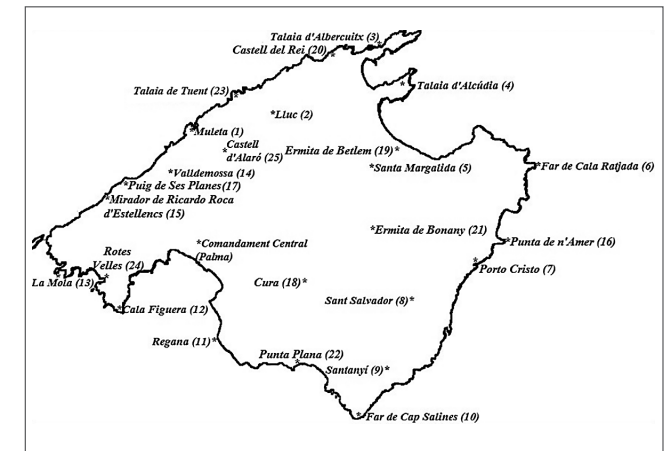 Talaia d'Albercuitx (3)
Castell del Rei (20)
Talaia de Tuent (23)
Talaia d'Alcúdia (4)
Lluc (2)
Muleta (1)
Castell
d'Alaró (25)
Ermita de Betlem (19)
Santa Margalida (5)
Far de Cala Ratjada (6)
Valldemossa (14)
Puig de Ses Planes (17)
Mirador de Ricardo Roca
d'Estellencs (15)
Ermita de Bonany (21)
Punta de n'Amer (16)
Comandament Central
(Palma)
Rotes
Velles (24)
La Mola (13)
Porto Cristo (7)
Cura (18)
Sant Salvador (8)
Cala Figuera (12)
Regana (11)
Punta Plana (22)
Santanyí (9)
Far de Cap Salines (10)